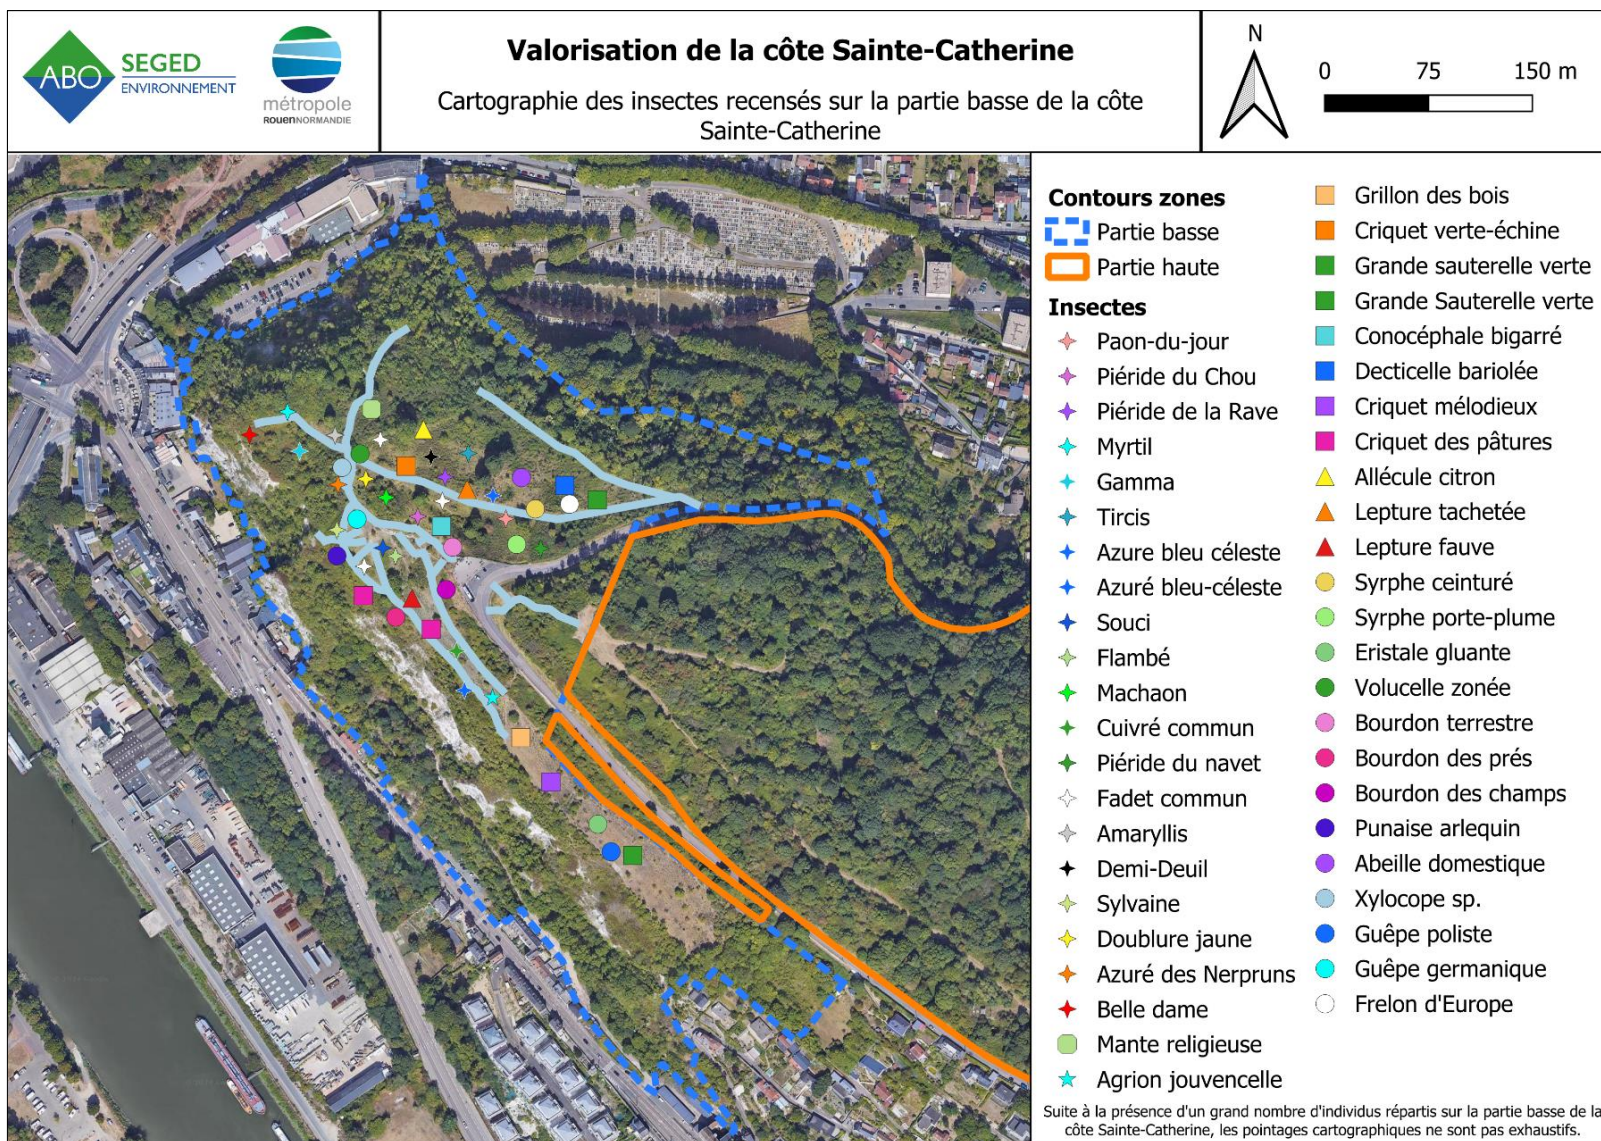 ABO
SEGED
ENVIRONNEMENT
métropole
ROUENNORMANDIE
Valorisation de la côte Sainte-Catherine
Cartographie des insectes recensés sur la partie basse de la côte
Sainte-Catherine
N
0 75 150 m
Contours zones
Partie basse
Partie haute
Insectes
Paon-du-jour
Piéride du Chou
Piéride de la Rave
Myrtil
Gamma
Tircis
Azure bleu céleste
Azuré bleu-céleste
Souci
Flambé
Machaon
Cuivré commun
Piéride du navet
Fadet commun
Amaryllis
Demi-Deuil
Sylvaine
Doublure jaune
Azuré des Nerpruns
Belle dame
Mante religieuse
Agrion jouvencelle
Grillon des bois
Criquet verte-échine
Grande sauterelle verte
Grande Sauterelle verte
Conocéphale bigarré
Decticelle bariolée
Criquet mélodieux
Criquet des pâtures
Allécule citron
Lepture tachetée
Lepture fauve
Syrphe ceinturé
Syrphe porte-plume
Eristale gluante
Volucelle zonée
Bourdon terrestre
Bourdon des prés
Bourdon des champs
Punaise arlequin
Abeille domestique
Xylocope sp.
Guêpe poliste
Guêpe germanique
Frelon d'Europe
Suite à la présence d'un grand nombre d'individus répartis sur la partie basse de la
côte Sainte-Catherine, les pointages cartographiques ne sont pas exhaustifs.